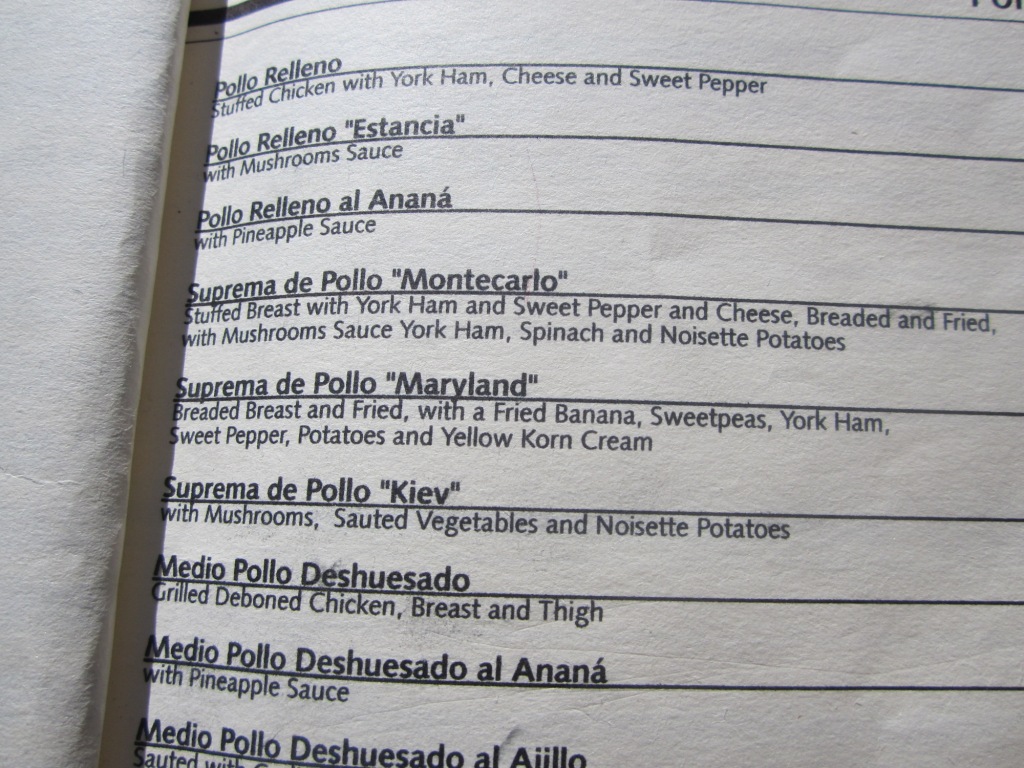 Pollo Relleno
Stuffed Chicken with York Ham, Cheese and Sweet Pepper
Pollo Relleno "Estancia"
with Mushrooms Sauce
Pollo Relleno al Ananá
with Pineapple Sauce
Suprema de Pollo "Montecarlo"
Stuffed Breast with York Ham and Sweet Pepper and Cheese, Breaded and Fried,
with Mushrooms Sauce York Ham, Spinach and Noisette Potatoes
Suprema de Pollo "Maryland"
Breaded Breast and Fried, with a Fried Banana, Sweetpeas, York Ham,
Sweet Pepper, Potatoes and Yellow Korn Cream
Suprema de Pollo "Kiev"
with Mushrooms, Sauted Vegetables and Noisette Potatoes
Medio Pollo Deshuesado
Grilled Deboned Chicken, Breast and Thigh
Medio Pollo Deshuesado al Ananá
with Pineapple Sauce
Medio Pollo Deshuesado al Ajillo
Sauted with